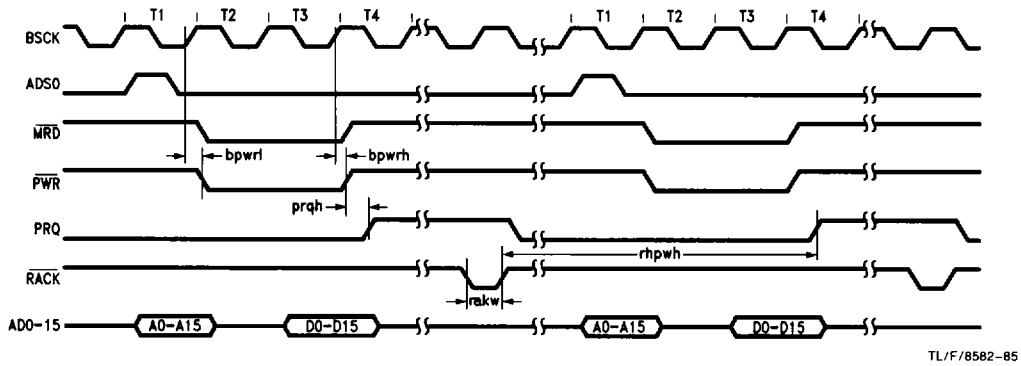 T1 T2 T3 T4 T1 T2 T3 T4
BSCK
ADS0
MRD
bpwrl bpwrh
PWR
prqh
PRQ
rhpwh
RACK
rakw
AD0-15 A0-A15 D0-D15 A0-A15 D0-D15
TL/F/8582-85